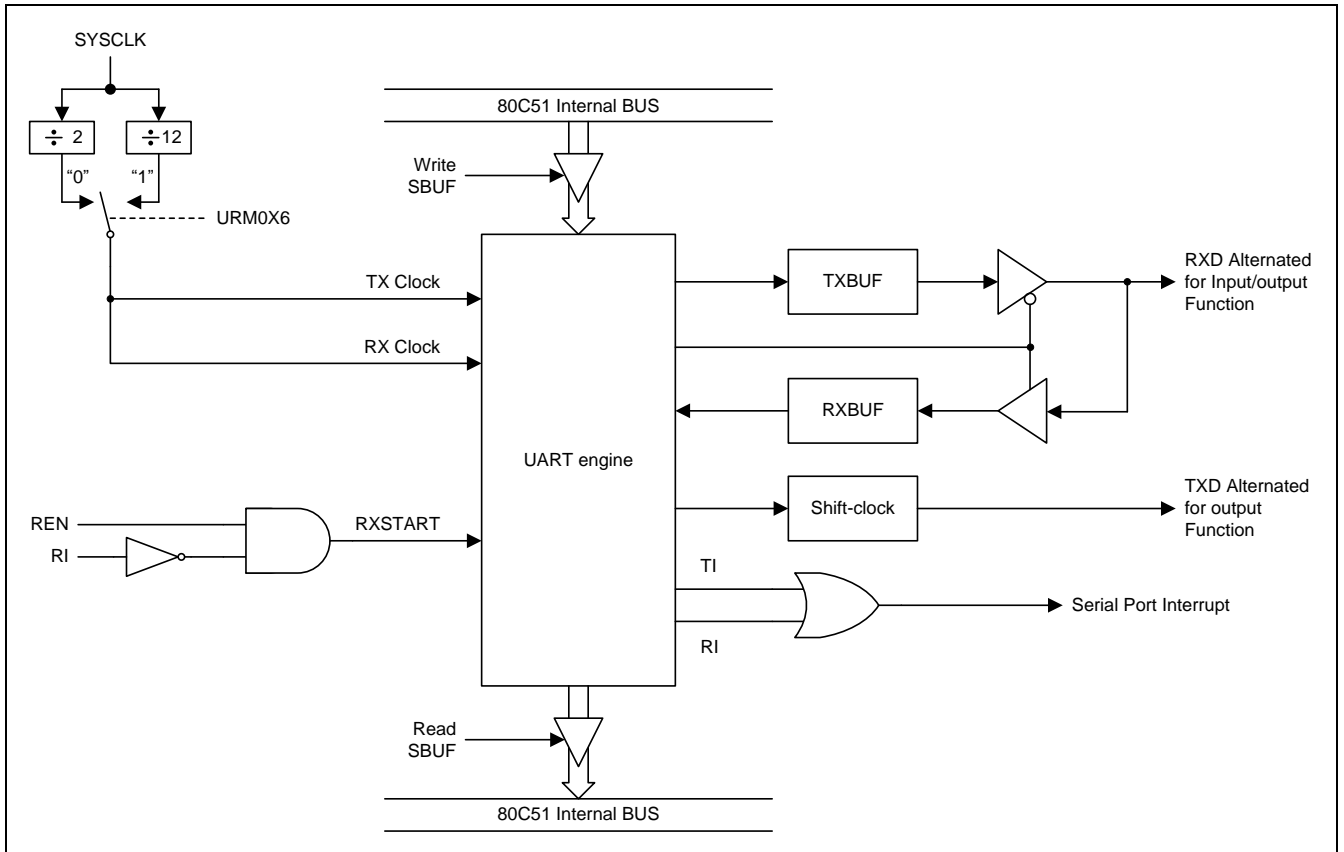 SYSCLK
÷ 2
÷12
“0”
“1”
URM0X6
80C51 Internal BUS
Write
SBUF
TX Clock
RX Clock
TXBUF
RXD Alternated
for Input/output
Function
RXBUF
UART engine
Shift-clock
TXD Alternated
for output
Function
REN
RI
RXSTART
TI
RI
Serial Port Interrupt
Read
SBUF
80C51 Internal BUS